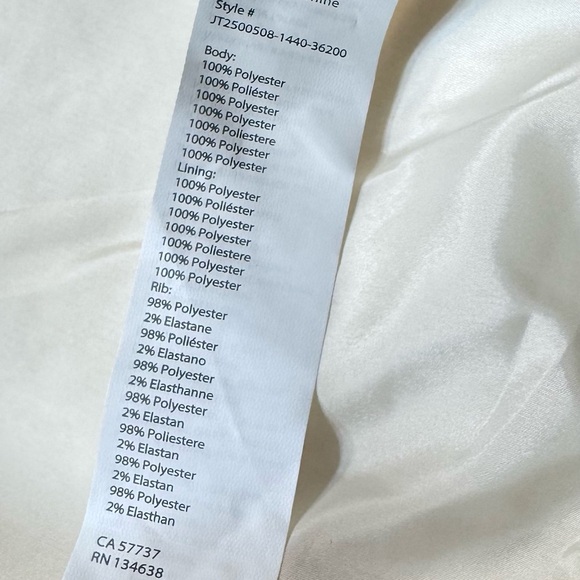 Style #
JT2500508-1440-36200
Body:
100% Polyester
100% Poliéster
100% Polyester
100% Polyester
100% Poliestere
100% Polyester
100% Polyester
Lining:
100% Polyester
100% Poliéster
100% Polyester
100% Polyester
100% Poliestere
100% Polyester
100% Polyester
Rib:
98% Polyester
2% Elastane
98% Poliéster
2% Elastano
98% Polyester
2% Elasthanne
98% Polyester
2% Elastan
98% Poliestere
2% Elastan
98% Polyester
2% Elastan
98% Polyester
2% Elasthan
CA 57737
RN 134638